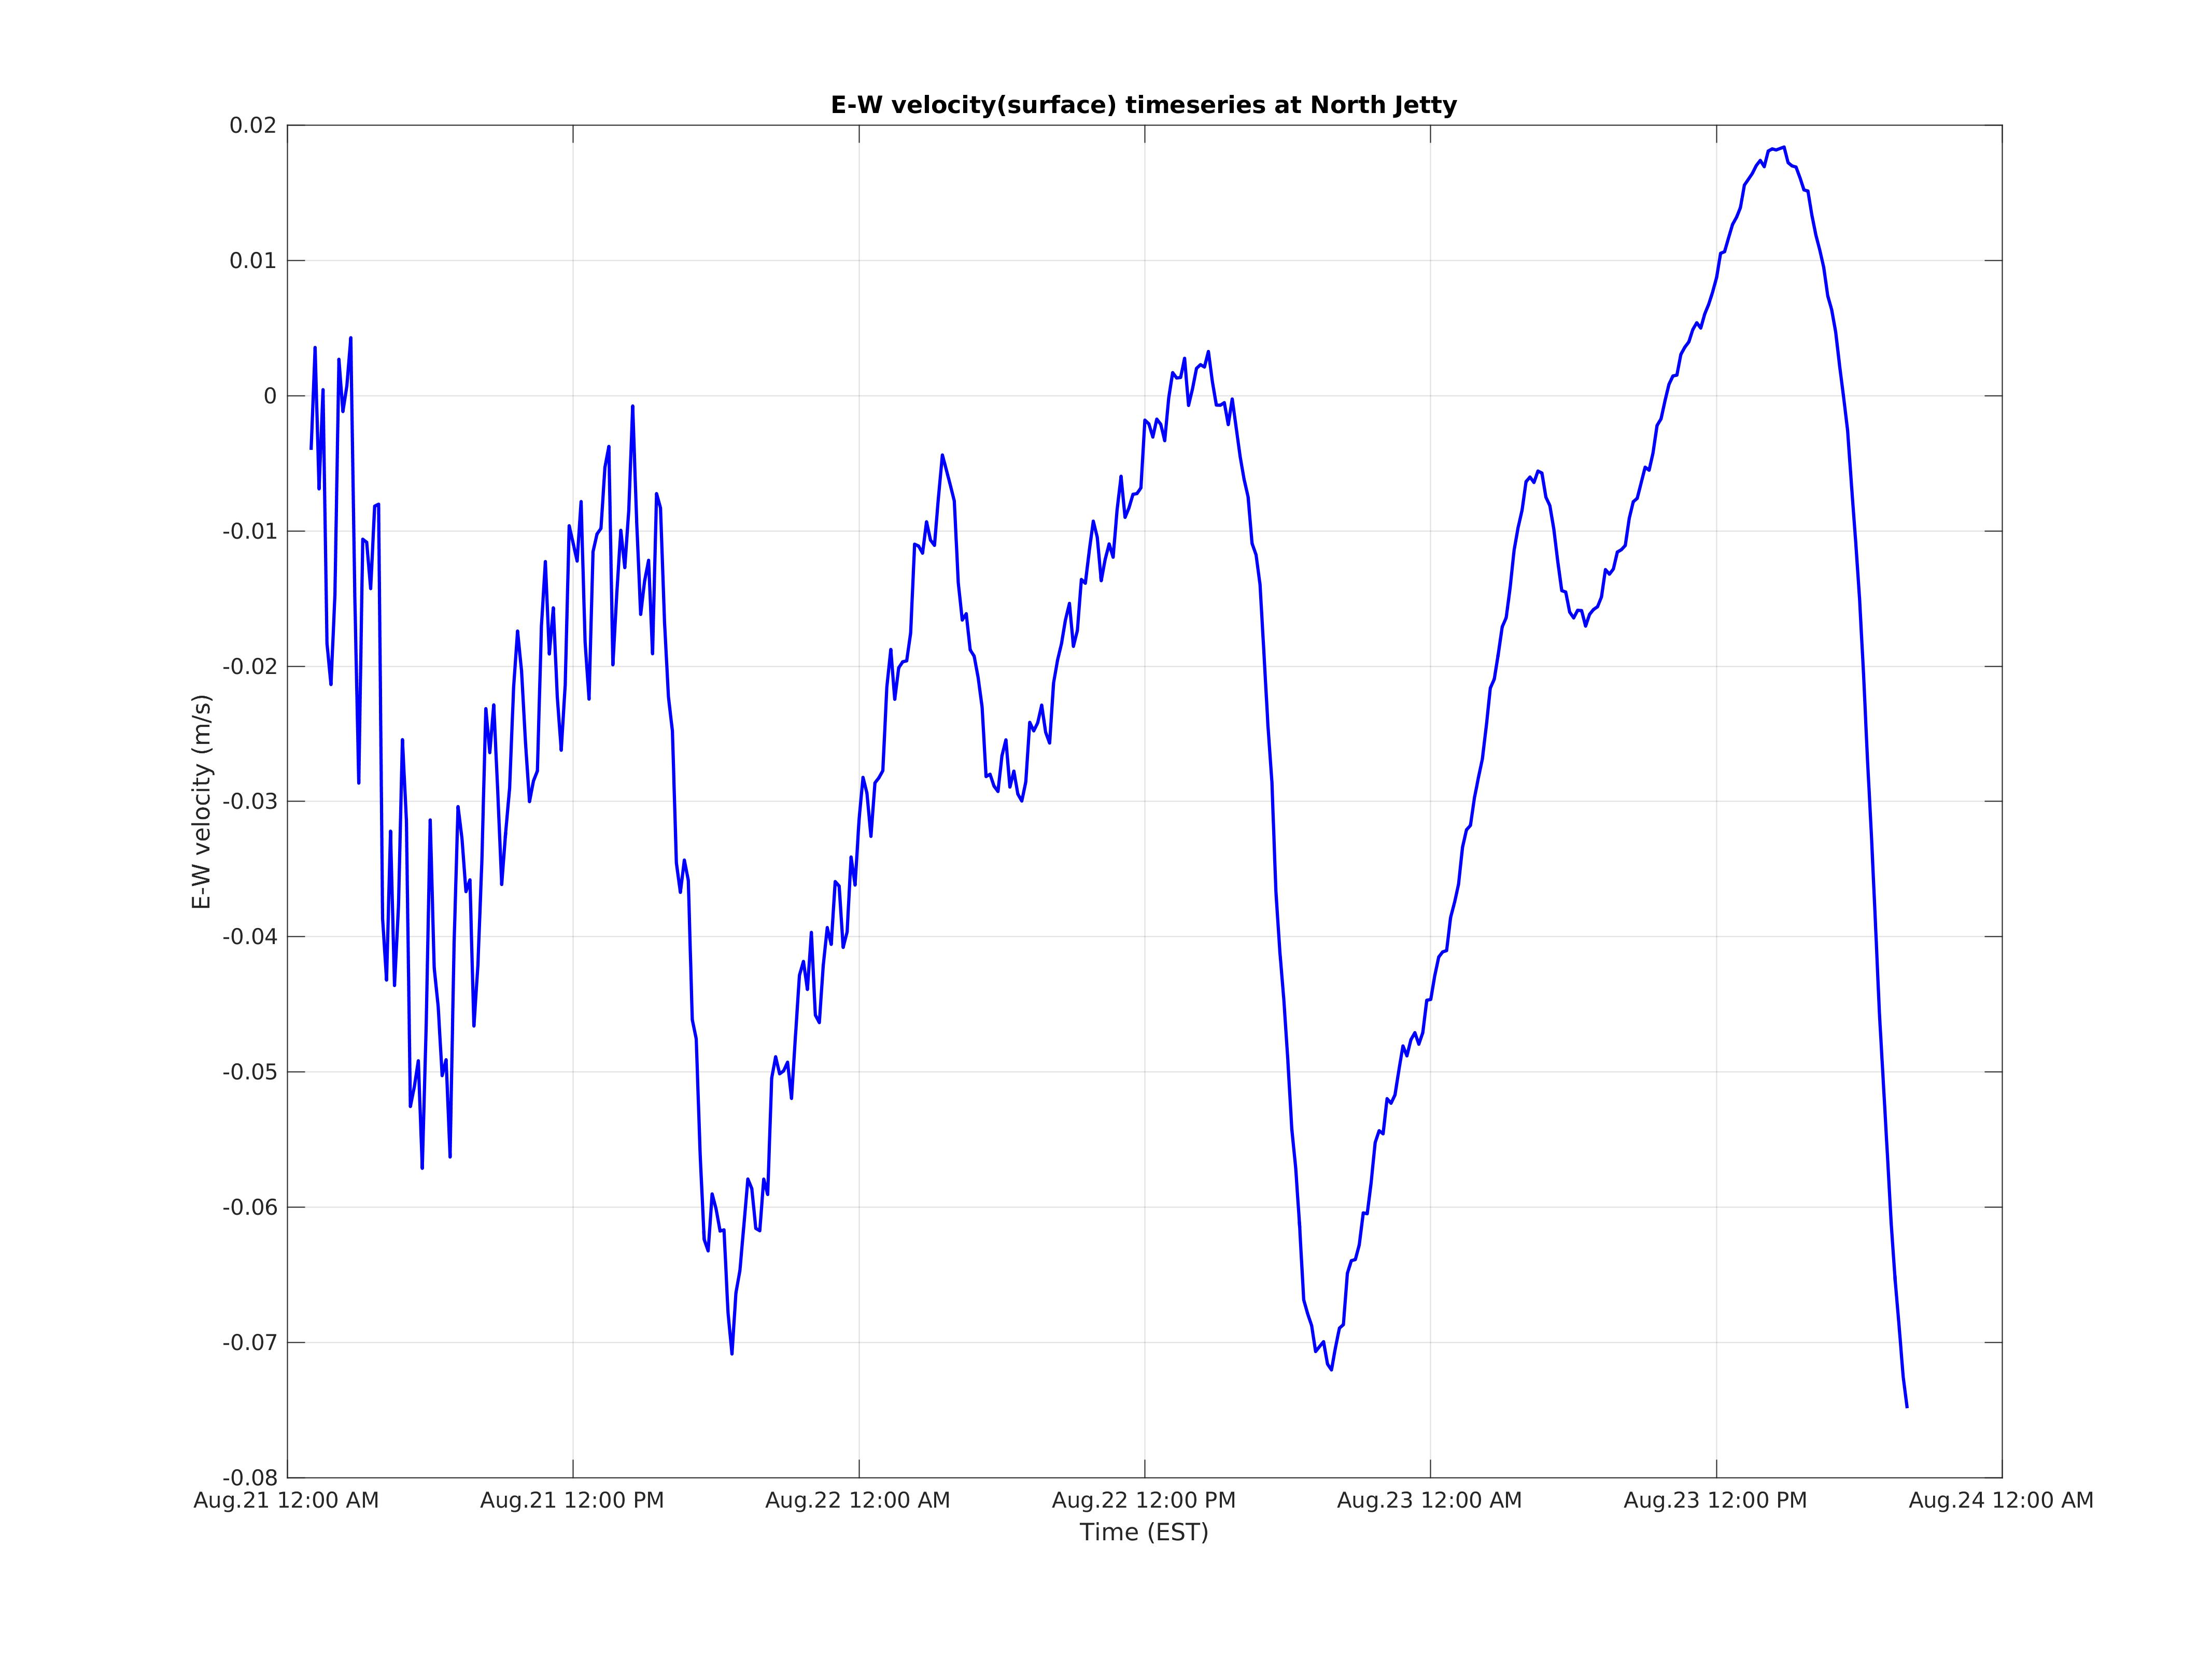 E-W velocity(surface) timeseries at North Jetty
0.02
0.01
0
-0.01
-0.02
-0.03
-0.04
-0.05
-0.06
-0.07
-0.08
E-W velocity (m/s)
Aug.21 12:00 AM Aug.21 12:00 PM Aug.22 12:00 AM Aug.22 12:00 PM Aug.23 12:00 AM Aug.23 12:00 PM Aug.24 12:00 AM
Time (EST)